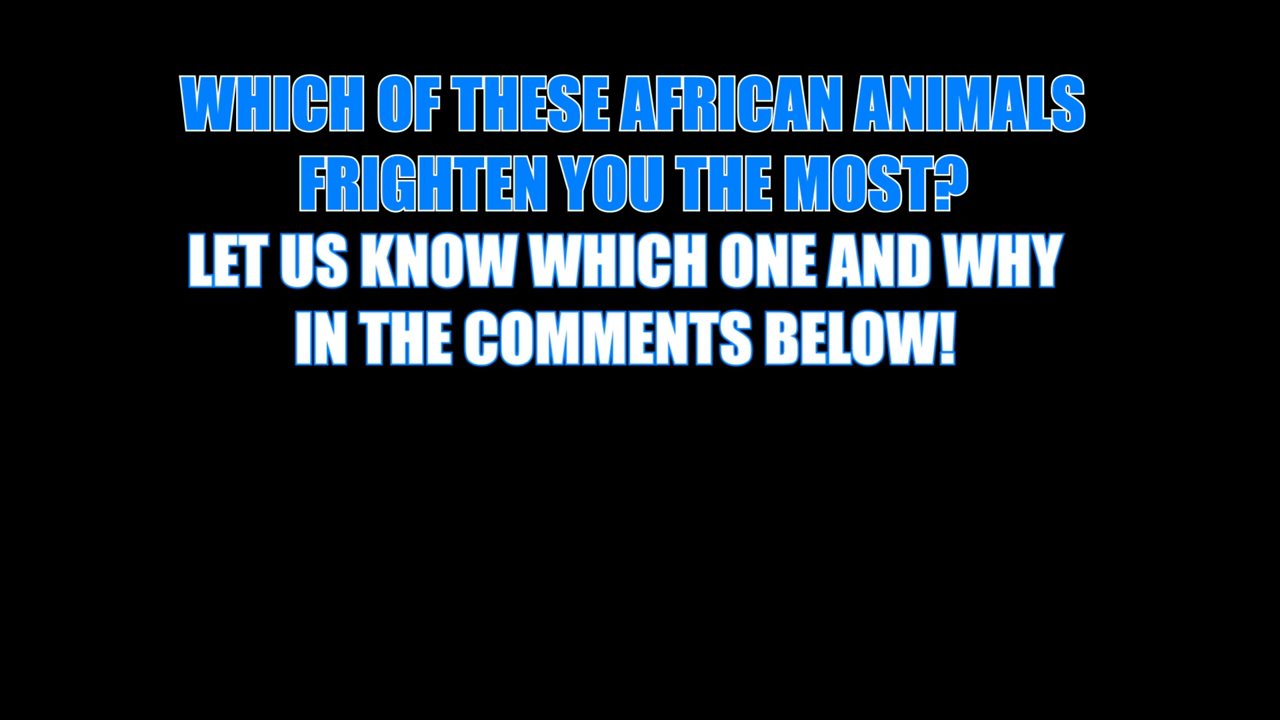 WHICH OF THESE AFRICAN ANIMALS
FRIGHTEN YOU THE MOST?
LET US KNOW WHICH ONE AND WHY
IN THE COMMENTS BELOW!